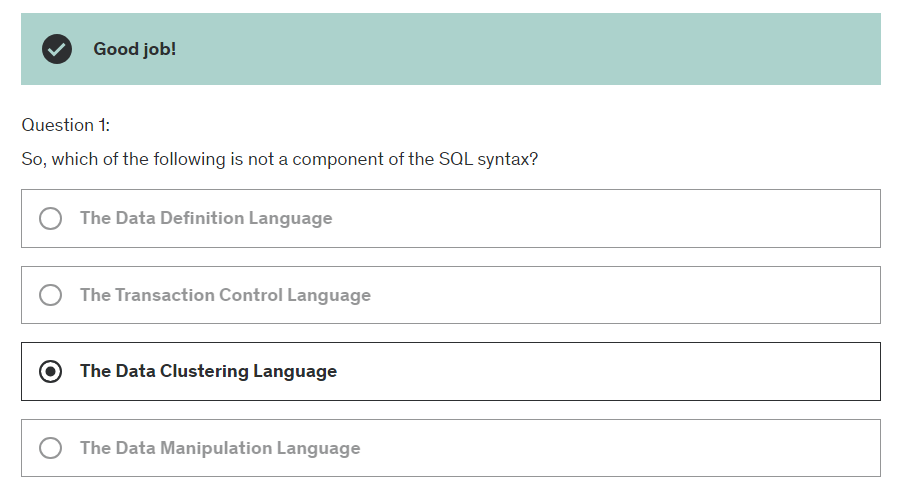 Good job!
Question 1:
So, which of the following is not a component of the SQL syntax?
The Data Definition Language
The Transaction Control Language
The Data Clustering Language
The Data Manipulation Language